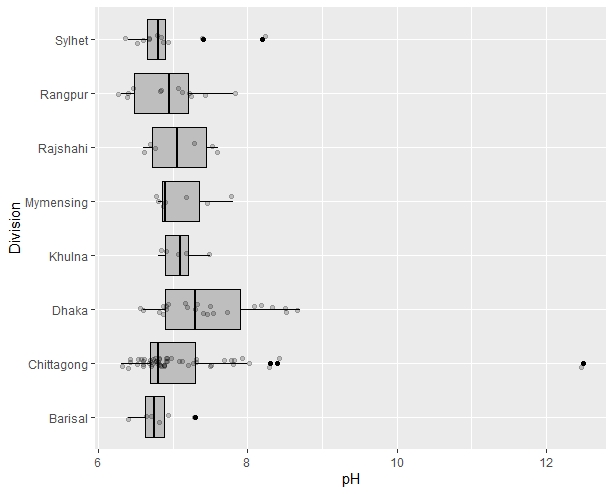 Sylhet
Rangpur
Rajshahi
Mymensing
Khulna
Dhaka
Chittagong
Barisal
Division
6 8 10 12
pH